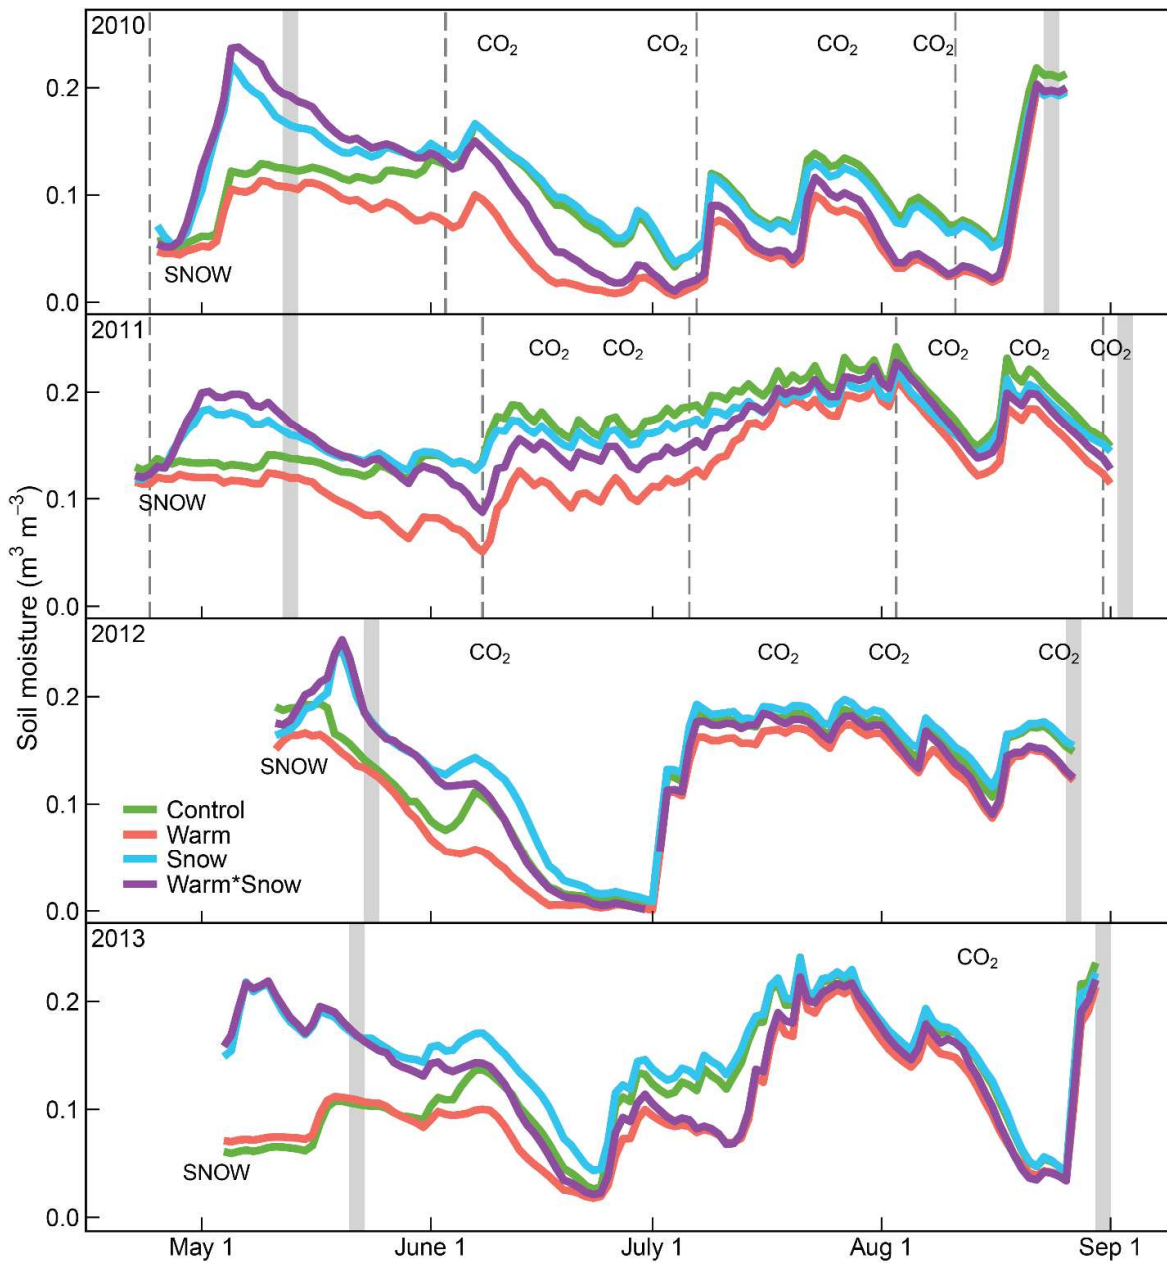 2010
CO₂ CO₂ CO₂ CO₂
0.2
0.1
SNOW
0.0
2011
CO₂ CO₂ CO₂ CO₂ CO₂
0.2
0.1
SNOW
0.0
Soil moisture (m³ m⁻³)
2012
CO₂ CO₂ CO₂ CO₂
0.2
SNOW
0.1
Control
Warm
Snow
Warm*Snow
0.0
2013
CO₂
0.2
0.1
SNOW
0.0
May 1 June 1 July 1 Aug 1 Sep 1